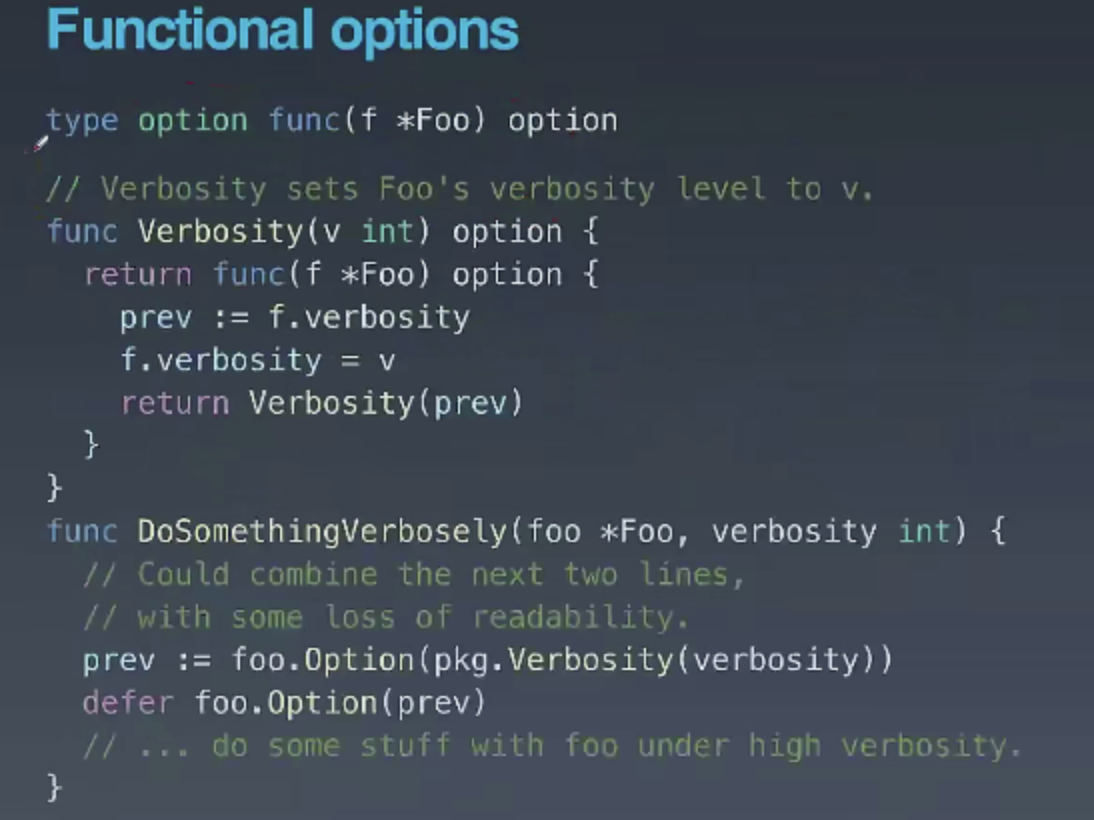 Functional options
type option func(f *Foo) option
// Verbosity sets Foo's verbosity level to v.
func Verbosity(v int) option {
  return func(f *Foo) option {
    prev := f.verbosity
    f.verbosity = v
    return Verbosity(prev)
  }
}
func DoSomethingVerbosely(foo *Foo, verbosity int) {
  // Could combine the next two lines,
  // with some loss of readability.
  prev := foo.Option(pkg.Verbosity(verbosity))
  defer foo.Option(prev)
  // ... do some stuff with foo under high verbosity.
}